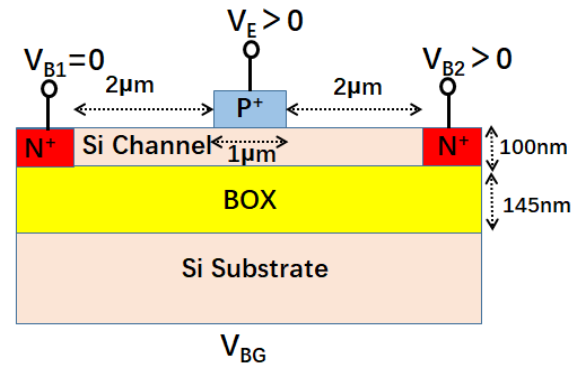 V_E>0
V_B1=0
V_B2>0
2μm
2μm
P⁺
N⁺
Si Channel
1μm
N⁺
100nm
BOX
145nm
Si Substrate
V_BG